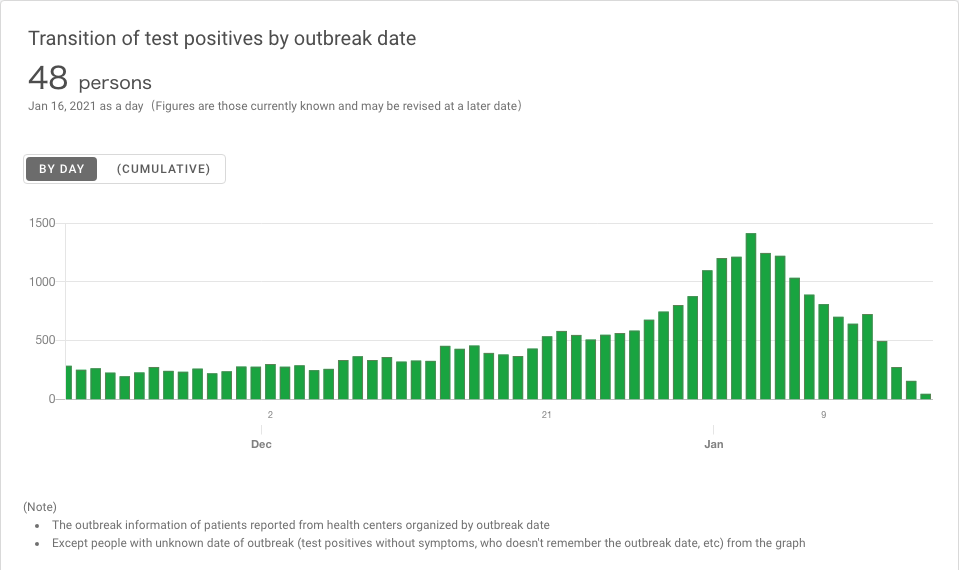 Transition of test positives by outbreak date
48 persons
Jan 16, 2021 as a day（Figures are those currently known and may be revised at a later date）
BY DAY (CUMULATIVE)
1500
1000
500
0
2 21 9
Dec Jan
(Note)
• The outbreak information of patients reported from health centers organized by outbreak date
• Except people with unknown date of outbreak (test positives without symptoms, who doesn't remember the outbreak date, etc) from the graph